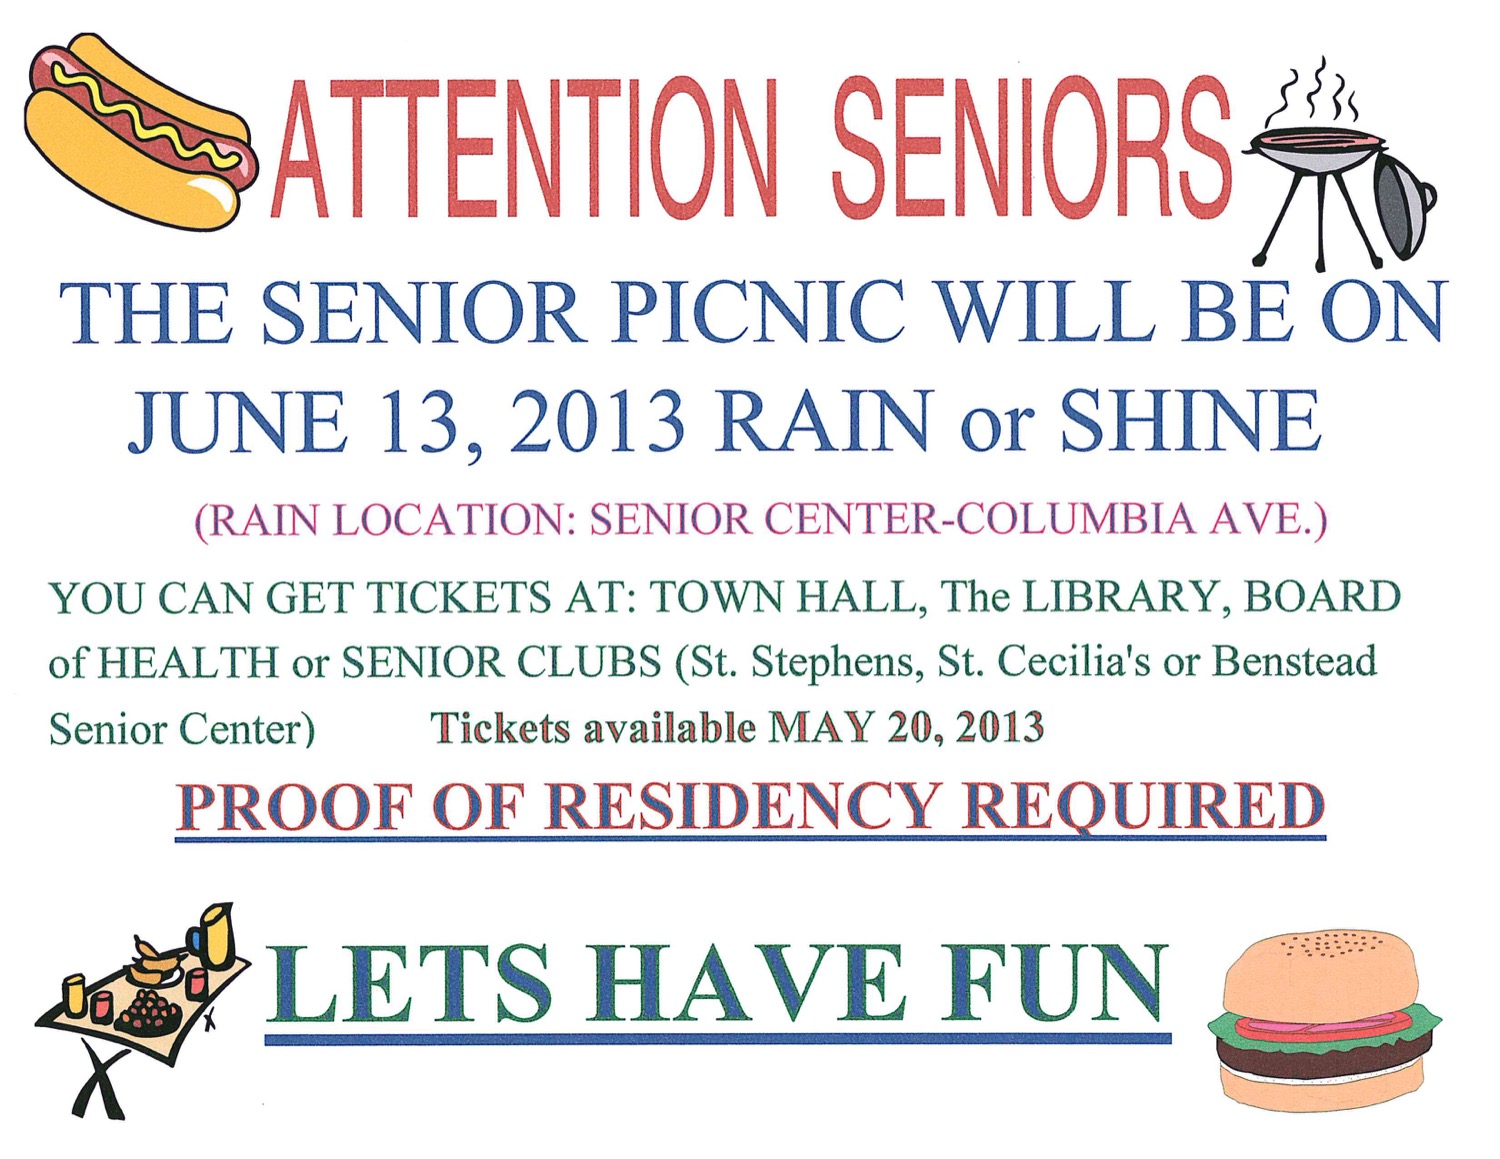 ATTENTION SENIORS
THE SENIOR PICNIC WILL BE ON
JUNE 13, 2013 RAIN or SHINE
(RAIN LOCATION: SENIOR CENTER-COLUMBIA AVE.)
YOU CAN GET TICKETS AT: TOWN HALL, The LIBRARY, BOARD
of HEALTH or SENIOR CLUBS (St. Stephens, St. Cecilia's or Benstead
Senior Center) Tickets available MAY 20, 2013
PROOF OF RESIDENCY REQUIRED
LETS HAVE FUN